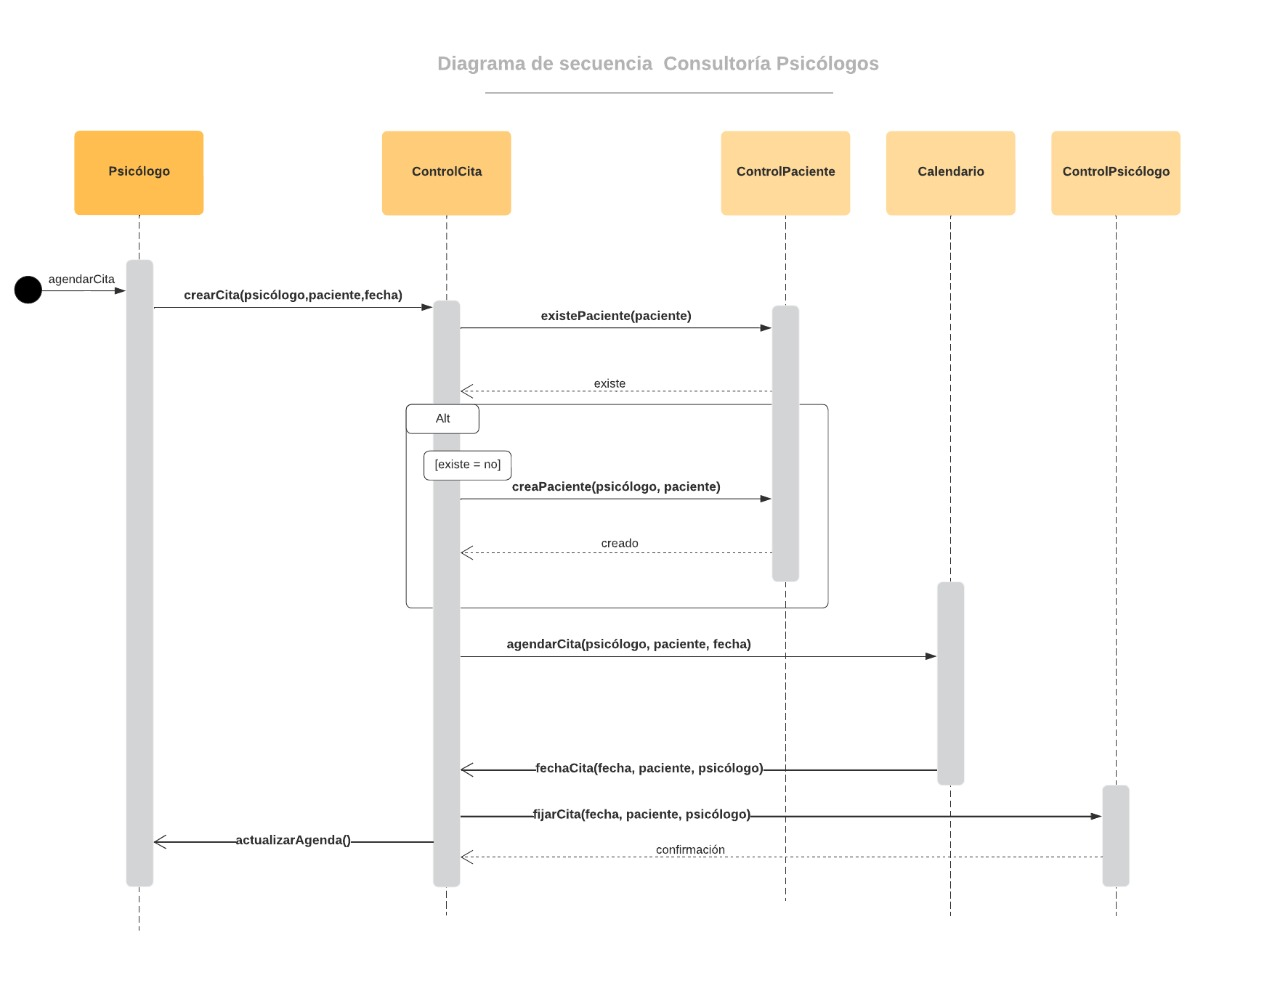 Diagrama de secuencia  Consultoría Psicólogos
Psicólogo
ControlCita
ControlPaciente
Calendario
ControlPsicólogo
agendarCita
crearCita(psicólogo,paciente,fecha)
existePaciente(paciente)
existe
Alt
[existe = no]
creaPaciente(psicólogo, paciente)
creado
agendarCita(psicólogo, paciente, fecha)
fechaCita(fecha, paciente, psicólogo)
fijarCita(fecha, paciente, psicólogo)
actualizarAgenda()
confirmación